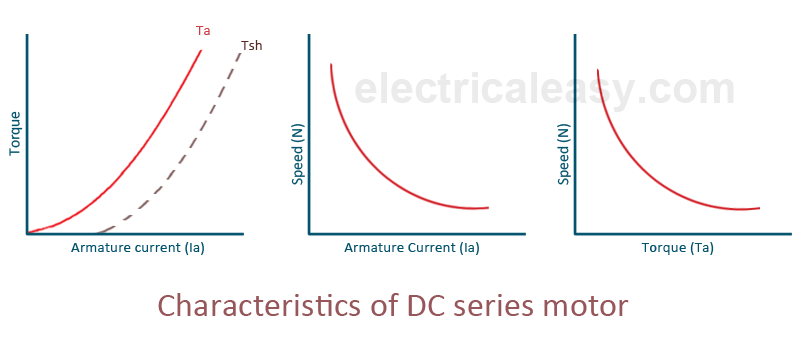 Ta
Tsh
electricaleasy.com
Torque
Speed (N)
Speed (N)
Armature current (Ia)
Armature Current (Ia)
Torque (Ta)
Characteristics of DC series motor